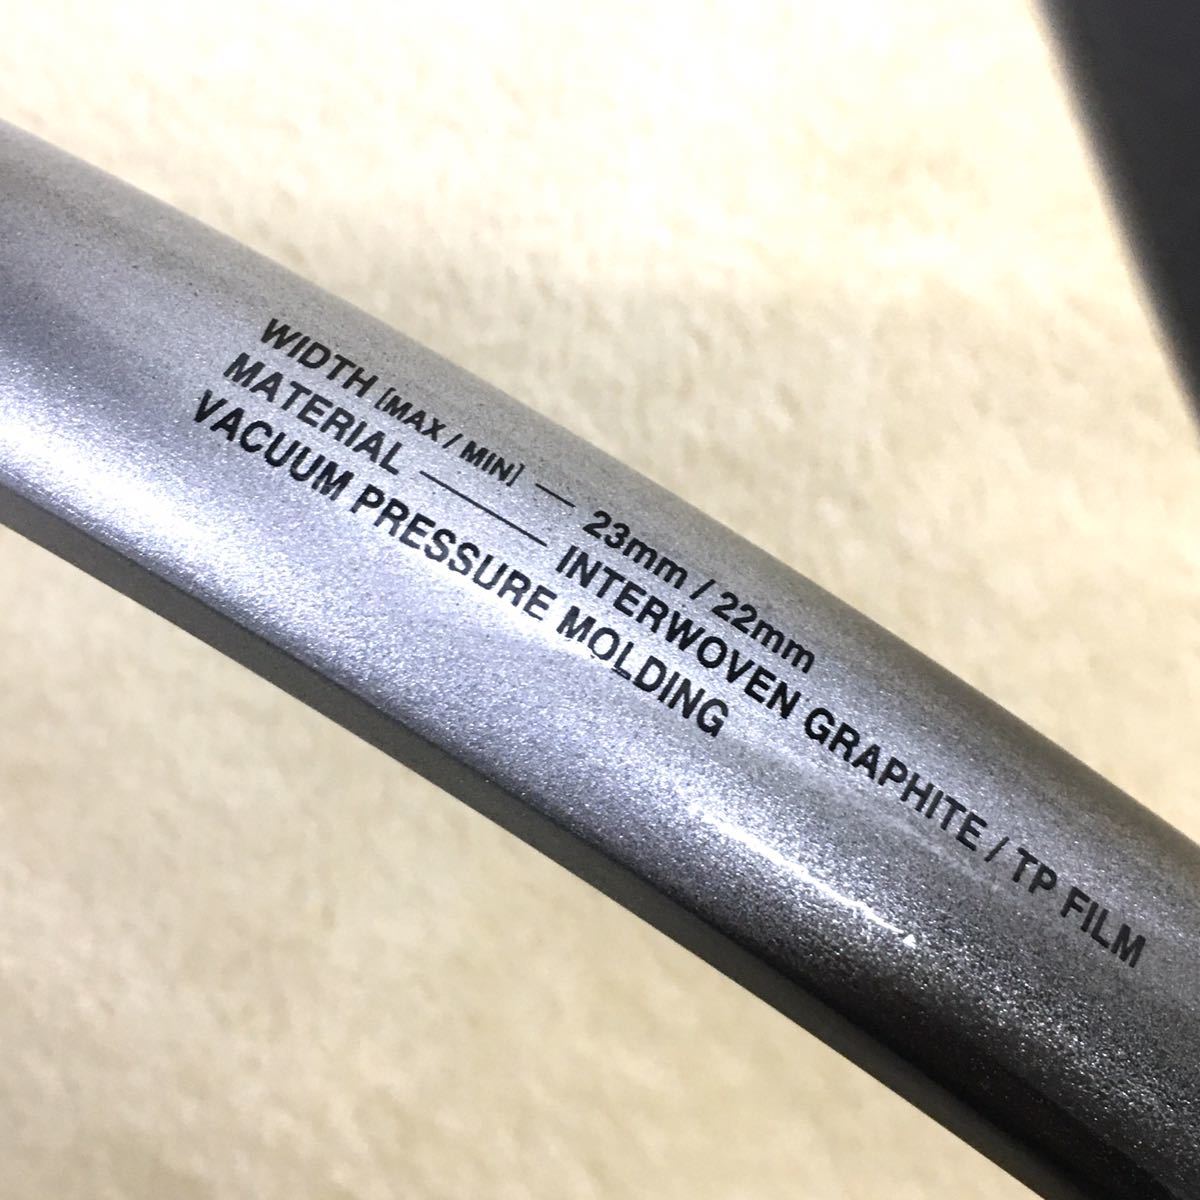 WIDTH [MAX / MIN] — 23mm / 22mm
MATERIAL ——— INTERWOVEN GRAPHITE / TP FILM
VACUUM PRESSURE MOLDING